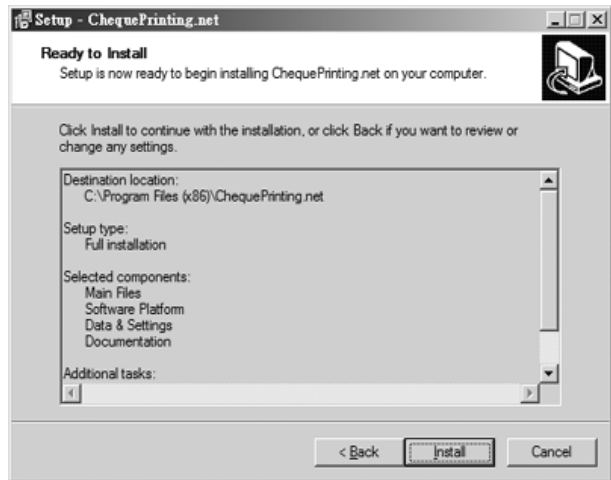 Setup - ChequePrinting.net
Ready to Install
Setup is now ready to begin installing ChequePrinting.net on your computer.
Click Install to continue with the installation, or click Back if you want to review or
change any settings.
Destination location:
C:\Program Files (x86)\ChequePrinting.net
Setup type:
Full installation
Selected components:
Main Files
Software Platform
Data & Settings
Documentation
Additional tasks:
< Back
Install
Cancel